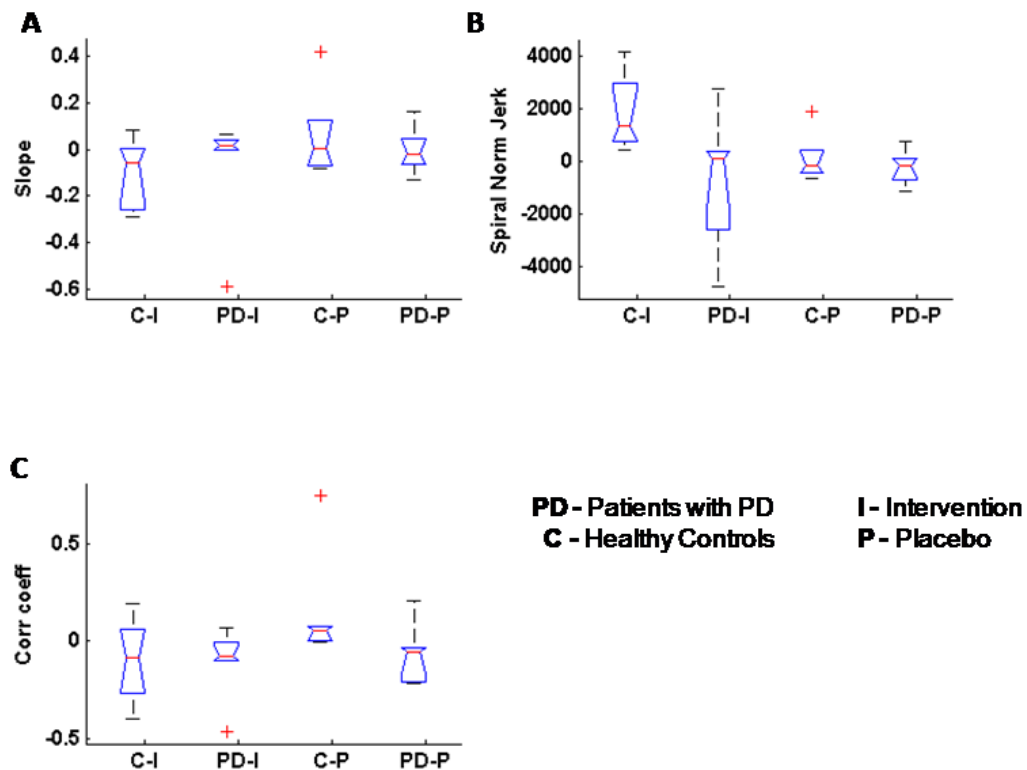 A
Slope
0.4
0.2
0
-0.2
-0.4
-0.6
C-I PD-I C-P PD-P
B
Spiral Norm Jerk
4000
2000
0
-2000
-4000
C-I PD-I C-P PD-P
C
Corr coeff
0.5
0
-0.5
C-I PD-I C-P PD-P
PD - Patients with PD I - Intervention
C - Healthy Controls P - Placebo